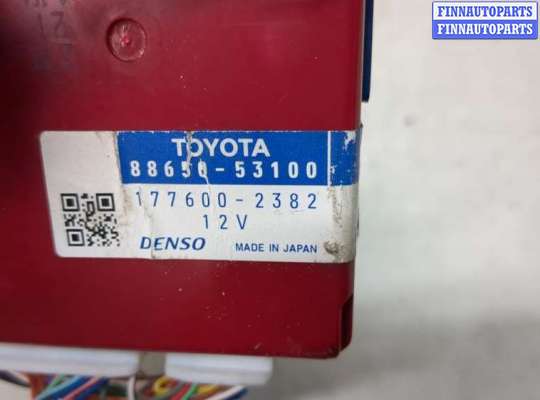 FINNAUTOPARTS
FINNAUTOPARTS
TOYOTA
88650-53100
177600-2382
12V
DENSO MADE IN JAPAN